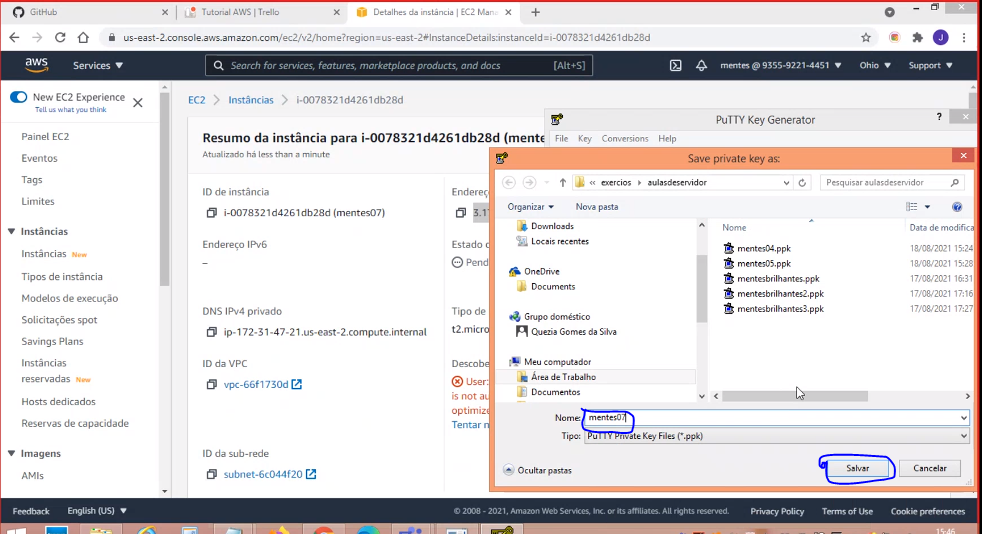 GitHub
Tutorial AWS | Trello
Detalhes da instância | EC2 Mana
us-east-2.console.aws.amazon.com/ec2/v2/home?region=us-east-2#InstanceDetails:instanceId=i-0078321d4261db28d
J
aws
Services
Search for services, features, marketplace products, and docs
[Alt+S]
mentes @ 9355-9221-4451
Ohio
Support
New EC2 Experience
Tell us what you think
Painel EC2
Eventos
Tags
Limites
Instâncias
Instâncias New
Tipos de instância
Modelos de execução
Solicitações spot
Savings Plans
Instâncias
reservadas New
Hosts dedicados
Reservas de capacidade
Imagens
AMIs
EC2
Instâncias
i-0078321d4261db28d
Resumo da instância para i-0078321d4261db28d (mente
Atualizado há less than a minute
ID de instância
i-0078321d4261db28d (mentes07)
Endereço IPv6
–
DNS IPv4 privado
ip-172-31-47-21.us-east-2.compute.internal
ID da VPC
vpc-66f1730d
ID da sub-rede
subnet-6c044f20
Endere
3.1
Estado d
Pend
Tipo de
t2.micro
Descobe
User:
is not au
optimize
Tentar n
PuTTY Key Generator
?
File Key Conversions Help
Save private key as:
exercios
aulasdeservidor
Pesquisar aulasdeservidor
Organizar
Nova pasta
Downloads
Locais recentes
OneDrive
Documents
Grupo doméstico
Quezia Gomes da Silva
Meu computador
Área de Trabalho
Documentos
Nome
Data de modifica
mentes04.ppk
18/08/2021 15:24
mentes05.ppk
18/08/2021 15:28
mentesbrilhantes.ppk
17/08/2021 16:31
mentesbrilhantes2.ppk
17/08/2021 17:16
mentesbrilhantes3.ppk
17/08/2021 17:27
Nome:
mentes07
Tipo:
PuTTY Private Key Files (*.ppk)
Ocultar pastas
Salvar
Cancelar
Feedback
English (US)
© 2008 - 2021, Amazon Web Services, Inc. or its affiliates. All rights reserved.
Privacy Policy
Terms of Use
Cookie preferences
15:46